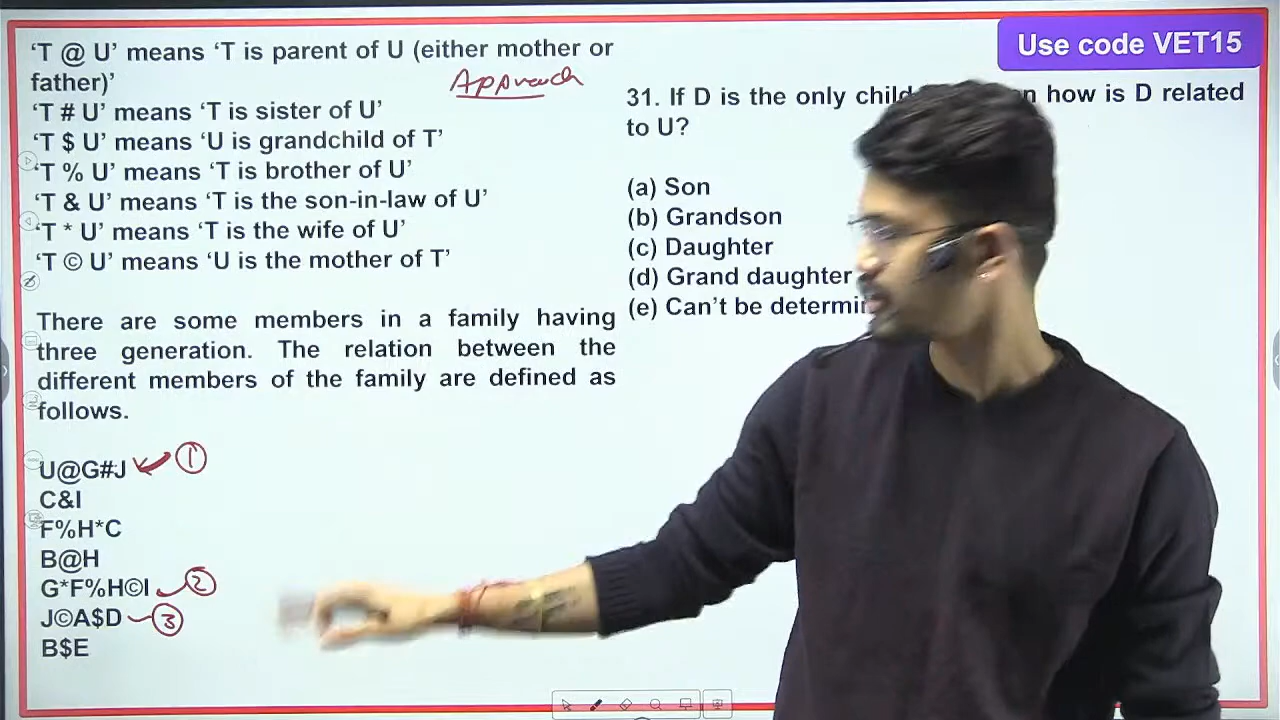 ‘T @ U’ means ‘T is parent of U (either mother or
father)’
Approach
‘T # U’ means ‘T is sister of U’
‘T $ U’ means ‘U is grandchild of T’
‘T % U’ means ‘T is brother of U’
‘T & U’ means ‘T is the son-in-law of U’
‘T * U’ means ‘T is the wife of U’
‘T © U’ means ‘U is the mother of T’
There are some members in a family having
three generation. The relation between the
different members of the family are defined as
follows.
U@G#J 1
C&I
F%H*C
B@H
G*F%H©I 2
J©A$D 3
B$E
Use code VET15
31. If D is the only child how is D related
to U?
(a) Son
(b) Grandson
(c) Daughter
(d) Grand daughter
(e) Can’t be